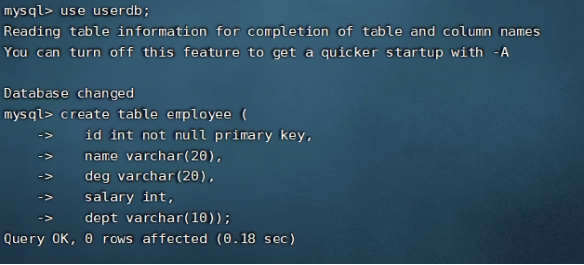 mysql> use userdb;
Reading table information for completion of table and column names
You can turn off this feature to get a quicker startup with -A

Database changed
mysql> create table employee (
    ->    id int not null primary key,
    ->    name varchar(20),
    ->    deg varchar(20),
    ->    salary int,
    ->    dept varchar(10));
Query OK, 0 rows affected (0.18 sec)